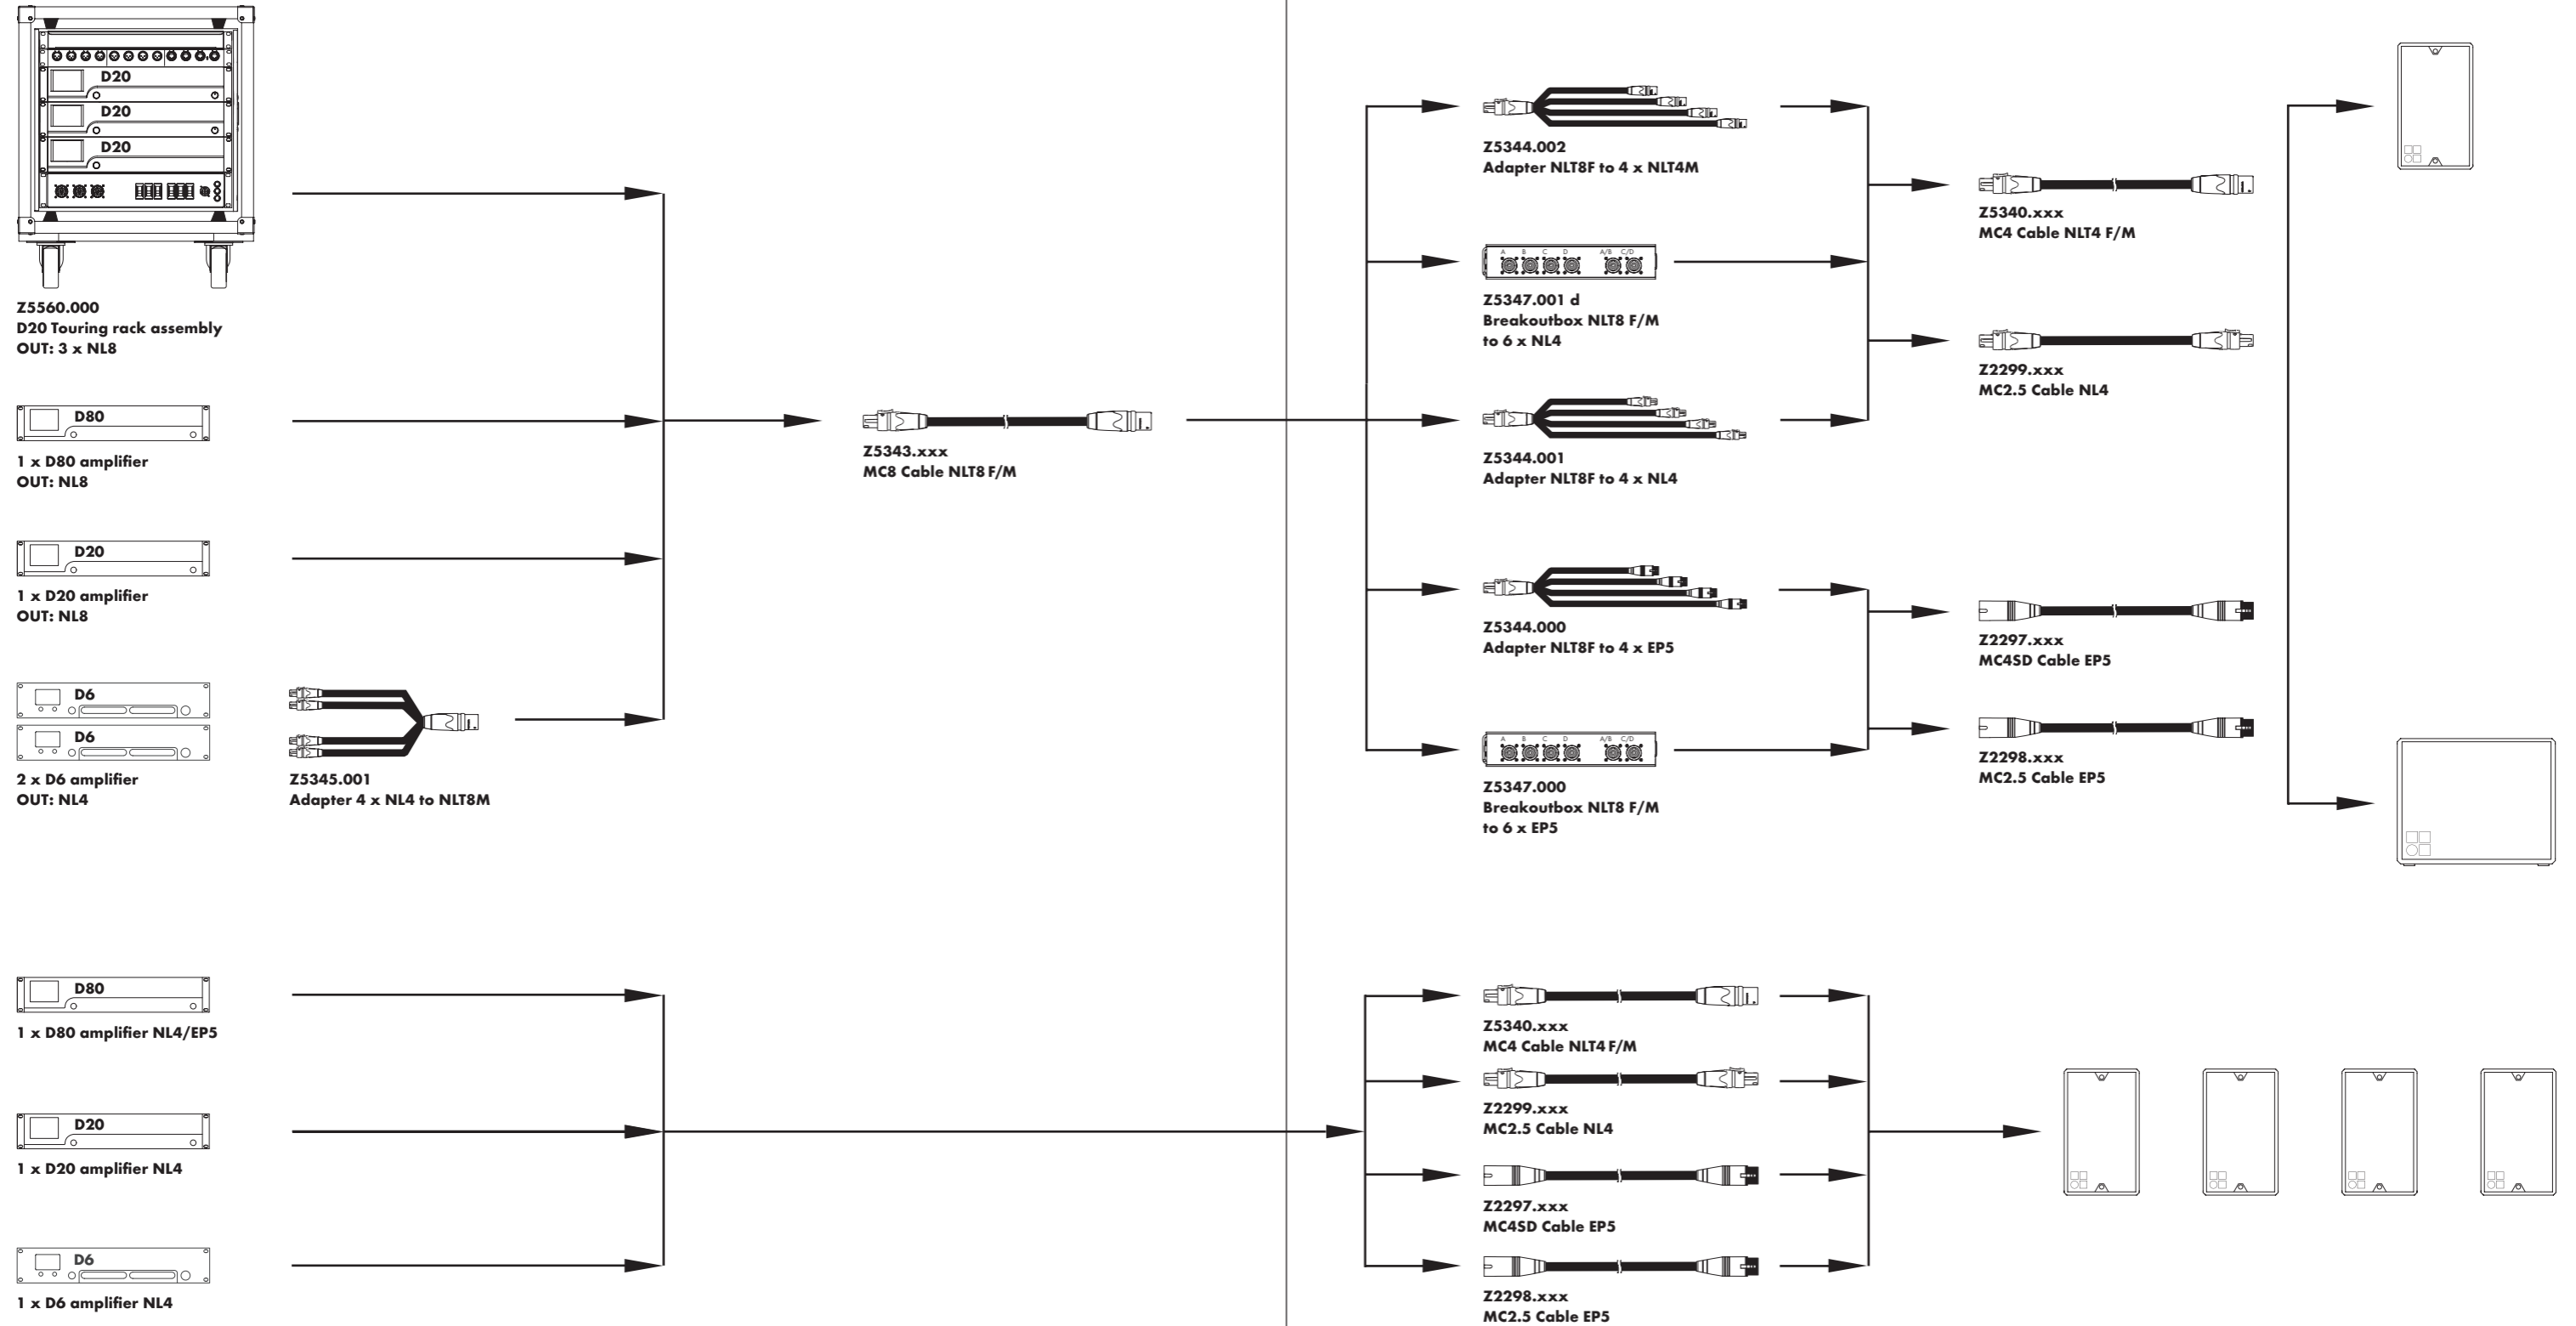 D20
D20
D20
Z5560.000
D20 Touring rack assembly
OUT: 3 x NL8
D80
1 x D80 amplifier
OUT: NL8
D20
1 x D20 amplifier
OUT: NL8
D6
D6
2 x D6 amplifier
OUT: NL4
Z5345.001
Adapter 4 x NL4 to NLT8M
Z5343.xxx
MC8 Cable NLT8 F/M
Z5344.002
Adapter NLT8F to 4 x NLT4M
A B C D A/B C/D
Z5347.001 d
Breakoutbox NLT8 F/M
to 6 x NL4
Z5344.001
Adapter NLT8F to 4 x NL4
Z5344.000
Adapter NLT8F to 4 x EP5
A B C D A/B C/D
Z5347.000
Breakoutbox NLT8 F/M
to 6 x EP5
Z5340.xxx
MC4 Cable NLT4 F/M
Z2299.xxx
MC2.5 Cable NL4
Z2297.xxx
MC4SD Cable EP5
Z2298.xxx
MC2.5 Cable EP5
D80
1 x D80 amplifier NL4/EP5
D20
1 x D20 amplifier NL4
D6
1 x D6 amplifier NL4
Z5340.xxx
MC4 Cable NLT4 F/M
Z2299.xxx
MC2.5 Cable NL4
Z2297.xxx
MC4SD Cable EP5
Z2298.xxx
MC2.5 Cable EP5